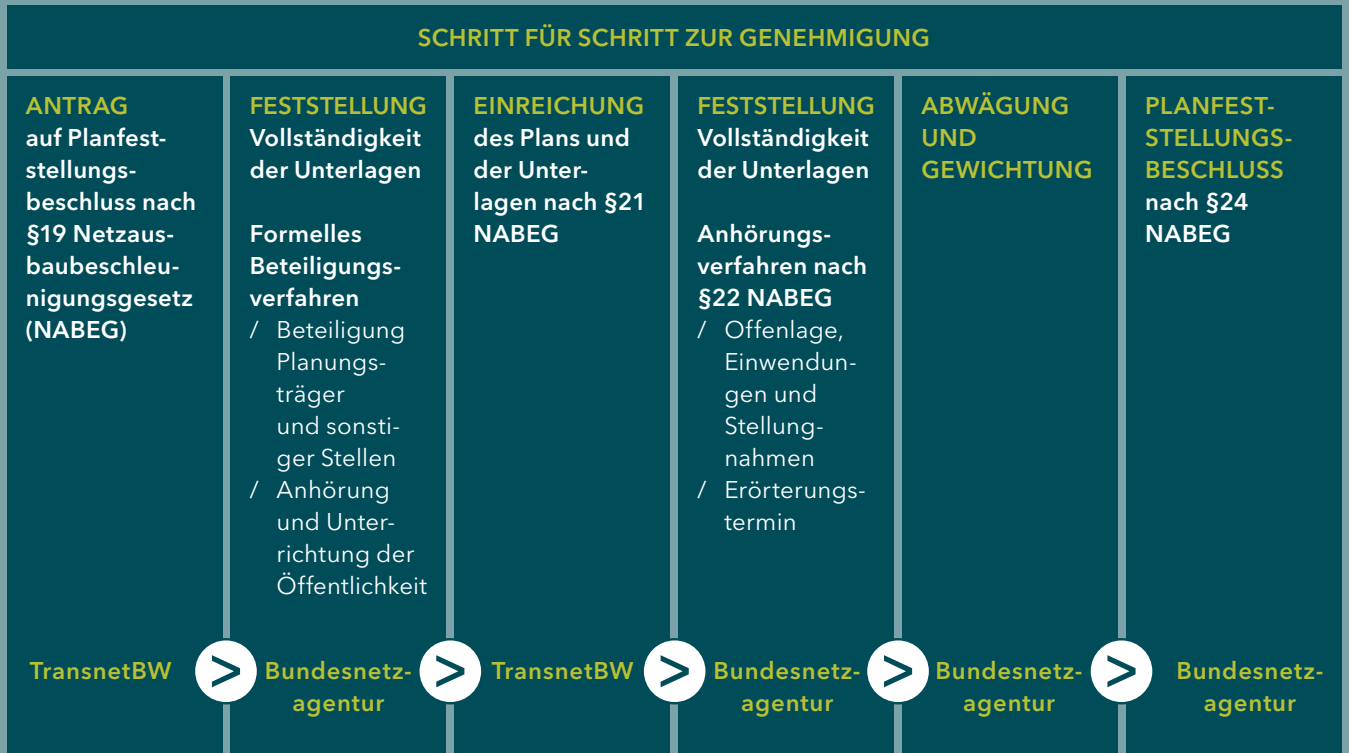 SCHRITT FÜR SCHRITT ZUR GENEHMIGUNG
ANTRAG
auf Planfest-
stellungs-
beschluss nach
§19 Netzaus-
baubeschleu-
nigungsgesetz
(NABEG)
TransnetBW
>
FESTSTELLUNG
Vollständigkeit
der Unterlagen
Formelles
Beteiligungs-
verfahren
/ Beteiligung
Planungs-
träger
und sonsti-
ger Stellen
/ Anhörung
und Unter-
richtung der
Öffentlichkeit
Bundesnetz-
agentur
>
EINREICHUNG
des Plans und
der Unter-
lagen nach §21
NABEG
TransnetBW
>
FESTSTELLUNG
Vollständigkeit
der Unterlagen
Anhörungs-
verfahren nach
§22 NABEG
/ Offenlage,
Einwendun-
gen und
Stellung-
nahmen
/ Erörterungs-
termin
Bundesnetz-
agentur
>
ABWÄGUNG
UND
GEWICHTUNG
Bundesnetz-
agentur
>
PLANFEST-
STELLUNGS-
BESCHLUSS
nach §24
NABEG
Bundesnetz-
agentur